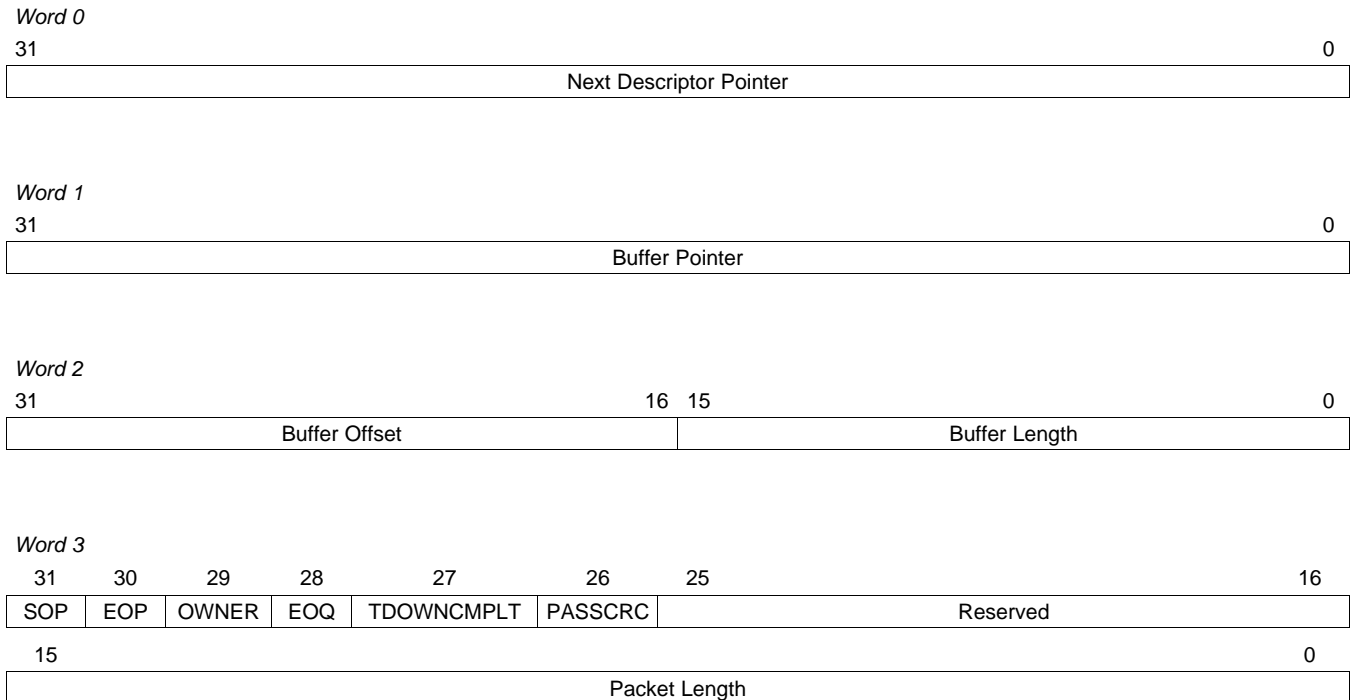 Word 0
31 0
Next Descriptor Pointer
Word 1
31 0
Buffer Pointer
Word 2
31 16 15 0
Buffer Offset Buffer Length
Word 3
31 30 29 28 27 26 25 16
SOP EOP OWNER EOQ TDOWNCMPLT PASSCRC Reserved
15 0
Packet Length